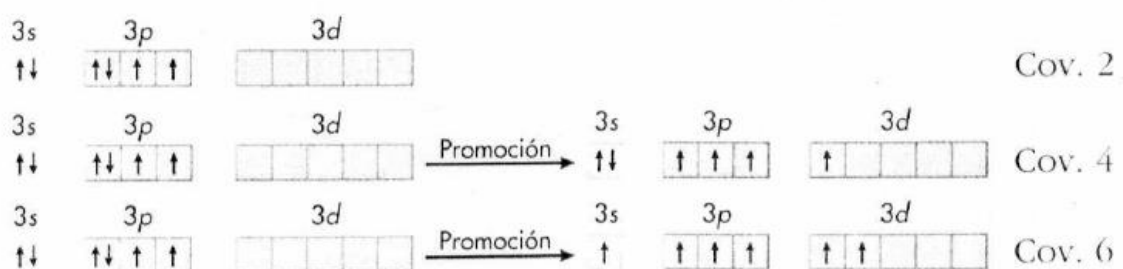 3s 3p 3d
↑↓ ↑↓ ↑ ↑ Cov. 2
3s 3p 3d 3s 3p 3d
↑↓ ↑↓ ↑ ↑ Promoción ↑↓ ↑ ↑ ↑ ↑ Cov. 4
3s 3p 3d 3s 3p 3d
↑↓ ↑↓ ↑ ↑ Promoción ↑ ↑ ↑ ↑ ↑ ↑ Cov. 6